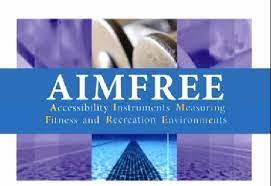 AIMFREE
Accessibility Instruments Measuring
Fitness and Recreation Environments